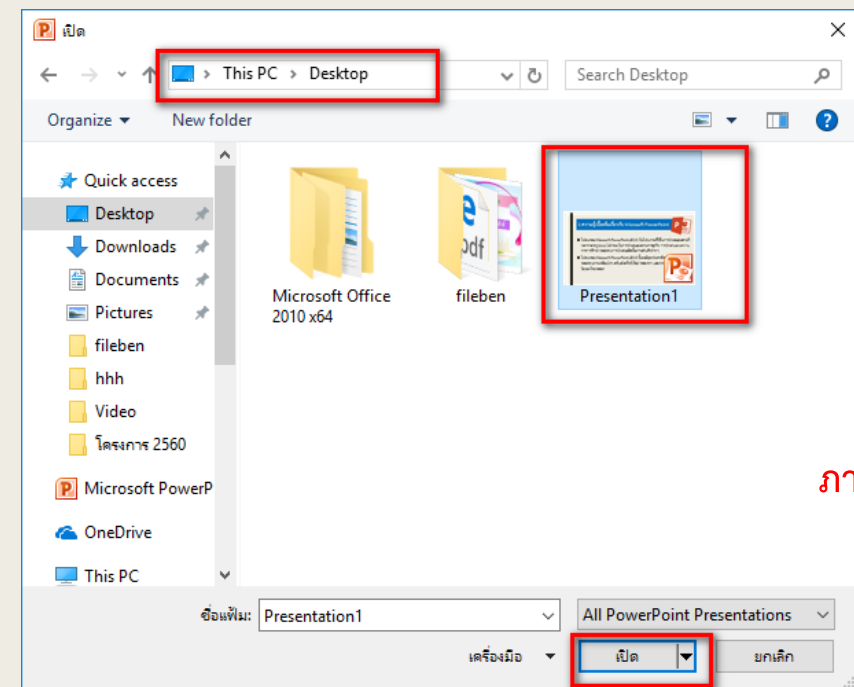 เปิด
This PC > Desktop
Search Desktop
Organize
New folder
Quick access
Desktop
Downloads
Documents
Pictures
fileben
hhh
Video
โครงการ 2560
Microsoft PowerP
OneDrive
This PC
Microsoft Office
2010 x64
fileben
Presentation1
ภา
ชื่อแฟ้ม: Presentation1
All PowerPoint Presentations
เครื่องมือ
เปิด
ยกเลิก